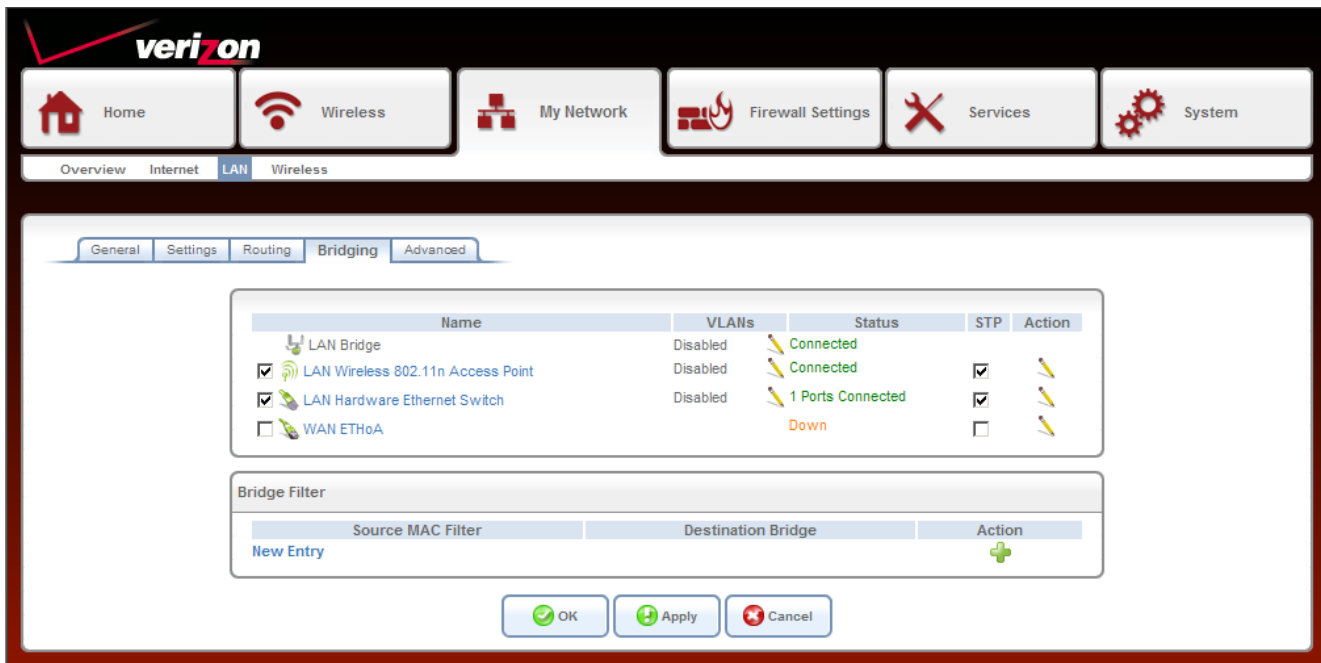 verizon
Home Wireless My Network Firewall Settings Services System
Overview Internet LAN Wireless
General Settings Routing Bridging Advanced
Name VLANs Status STP Action
LAN Bridge Disabled Connected
LAN Wireless 802.11n Access Point Disabled Connected
LAN Hardware Ethernet Switch Disabled 1 Ports Connected
WAN ETHoA Down
Bridge Filter
Source MAC Filter Destination Bridge Action
New Entry
OK Apply Cancel